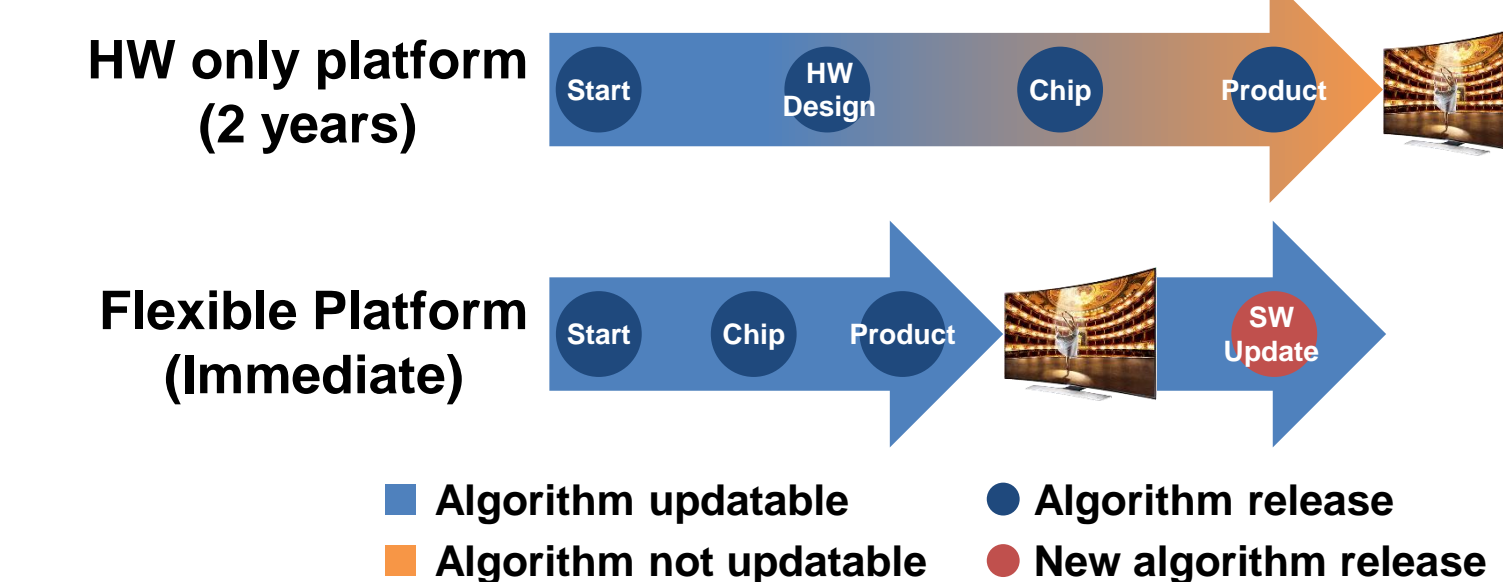 HW only platform
(2 years)
Start
HW
Design
Chip
Product
Flexible Platform
(Immediate)
Start
Chip
Product
SW
Update
Algorithm updatable
Algorithm release
Algorithm not updatable
New algorithm release